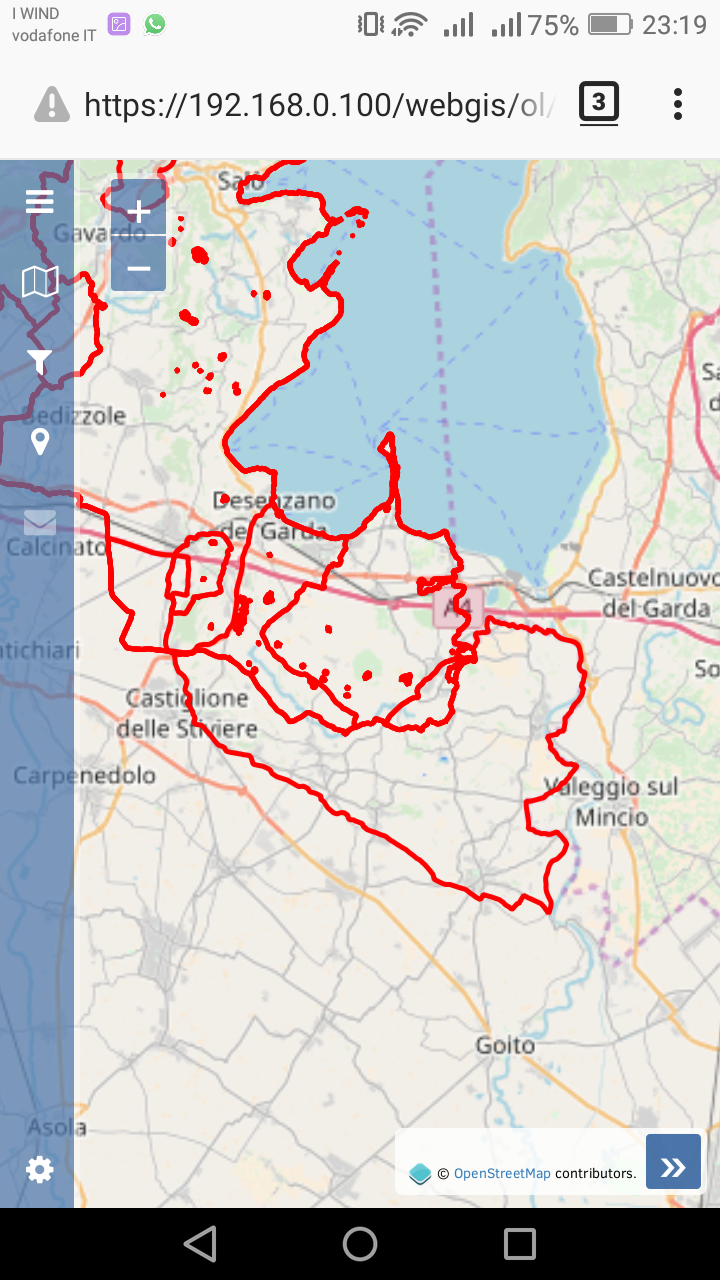 I WIND
vodafone IT
75% 23:19
https://192.168.0.100/webgis/ol/
3
+
Salò
Gavardo
−
Sa
d
Bedizzole
Desenzano
del Garda
Calcinato
Castelnuovo
del Garda
A4
ntichiari
So
Castiglione
delle Stiviere
Carpenedolo
Valeggio sul
Mincio
Goito
Asola
© OpenStreetMap contributors.
»